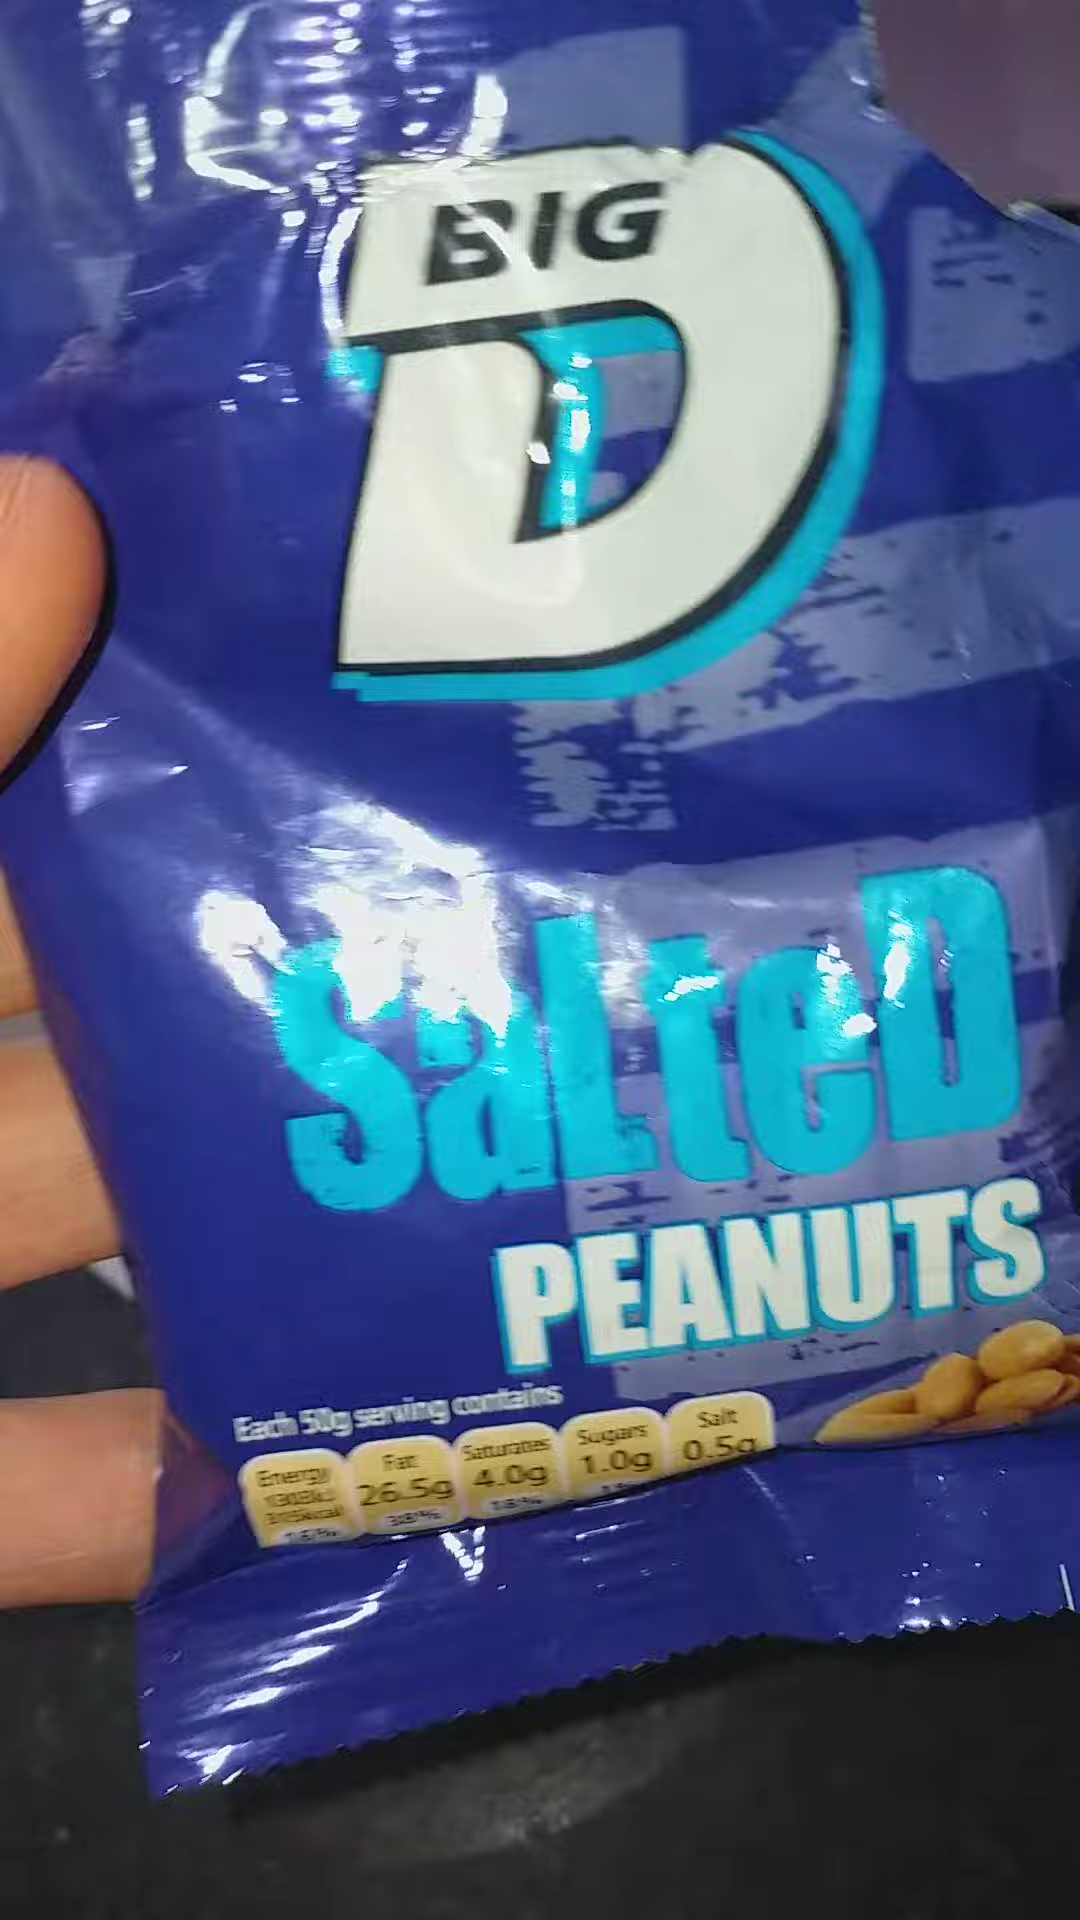 BIG
D
SaLteD
PEANUTS
Each 50g serving contains
Energy Fat Saturates Sugars Salt
26.5g 4.0g 1.0g 0.5g
38%